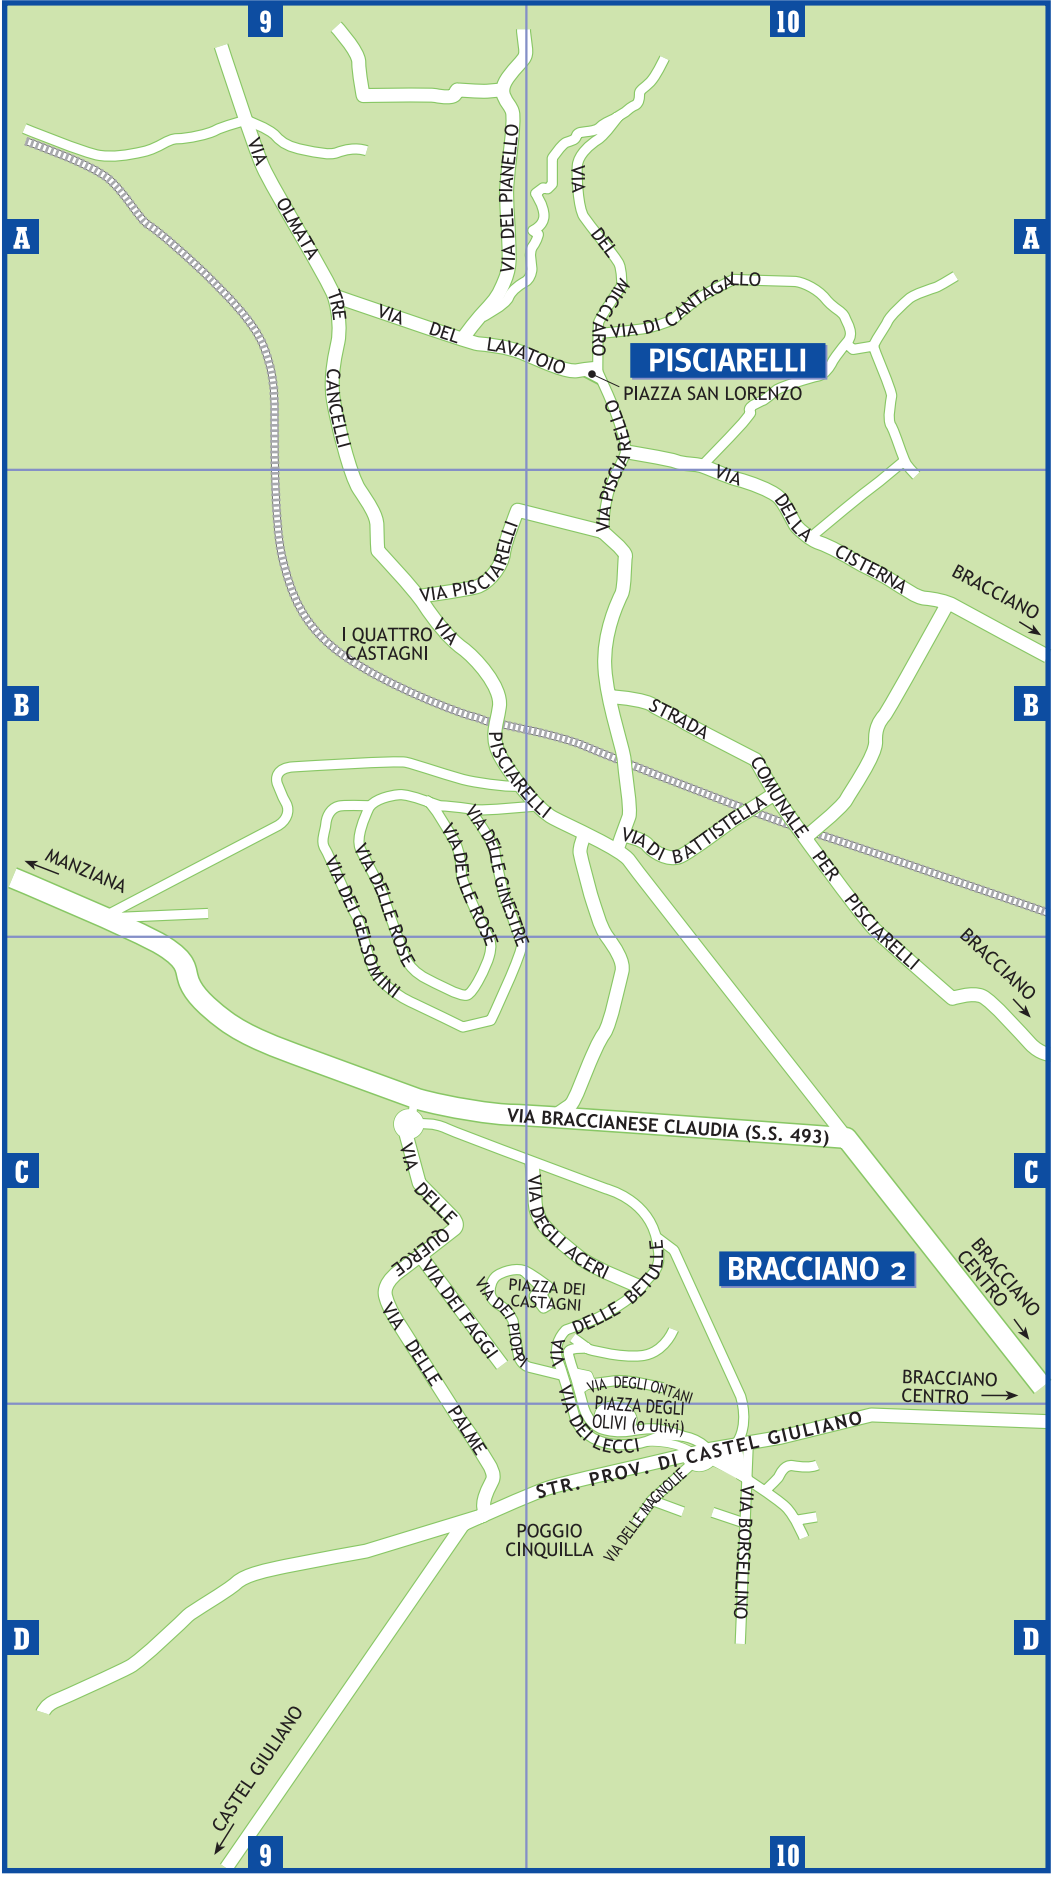 9
10
A
A
VIA OLMATA TRE CANCELLI
VIA DEL PIANELLO
VIA DEL MICCIARO
VIA DI CANTAGALLO
VIA DEL LAVATOIO
PISCIARELLI
PIAZZA SAN LORENZO
VIA PISCIARELLO
VIA DELLA CISTERNA
BRACCIANO
VIA PISCIARELLI
I QUATTRO
CASTAGNI
VIA PISCIARELLI
B
B
STRADA COMUNALE PER PISCIARELLI
VIA DI BATTISTELLA
MANZIANA
VIA DELLE GINESTRE
VIA DELLE ROSE
VIA DELLE ROSE
VIA DEI GELSOMINI
BRACCIANO
VIA BRACCIANESE CLAUDIA (S.S. 493)
C
C
VIA DELLE QUERCE
VIA DEGLI ACERI
VIA DELLE BETULLE
BRACCIANO 2
BRACCIANO
CENTRO
VIA DEI FAGGI
PIAZZA DEI
CASTAGNI
VIA DEI PIOPPI
VIA DELLE PALME
VIA DEGLI ONTANI
PIAZZA DEGLI
OLIVI (o Ulivi)
VIA DEI LECCI
BRACCIANO
CENTRO
STR. PROV. DI CASTEL GIULIANO
VIA DELLE MAGNOLIE
VIA BORSELLINO
POGGIO
CINQUILLA
D
D
CASTEL GIULIANO
9
10